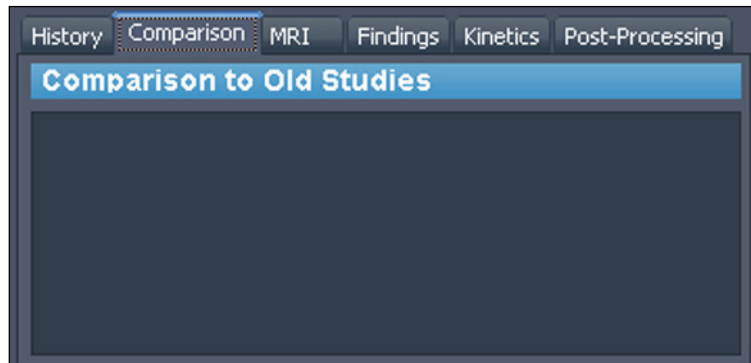 History Comparison MRI Findings Kinetics Post-Processing
Comparison to Old Studies